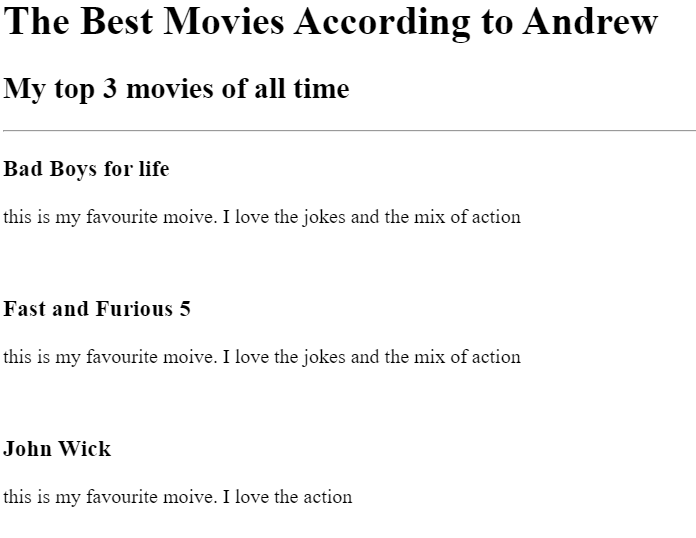 The Best Movies According to Andrew
My top 3 movies of all time
Bad Boys for life
this is my favourite moive. I love the jokes and the mix of action
Fast and Furious 5
this is my favourite moive. I love the jokes and the mix of action
John Wick
this is my favourite moive. I love the action